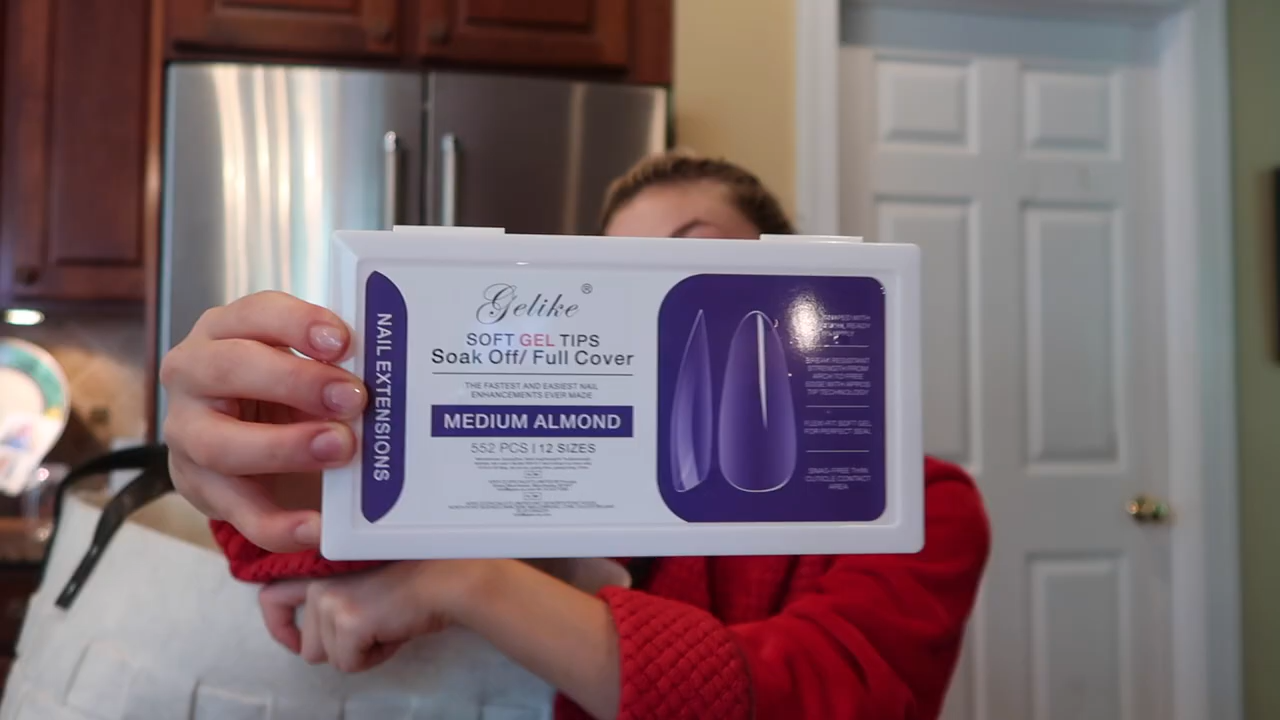 NAIL EXTENSIONS
Gelike®
SOFT GEL TIPS
Soak Off/ Full Cover
THE FASTEST AND EASIEST NAIL
ENHANCEMENTS EVER MADE
MEDIUM ALMOND
552 PCS | 12 SIZES
BREAK RESISTANT
STRENGTH FROM
ARCH TO FREE
EDGE WITH APRES
TIP TECHNOLOGY
FLEXI-FIT SOFT GEL
FOR PERFECT SEAL
SNAG-FREE THIN
CUTICLE CONTACT
AREA